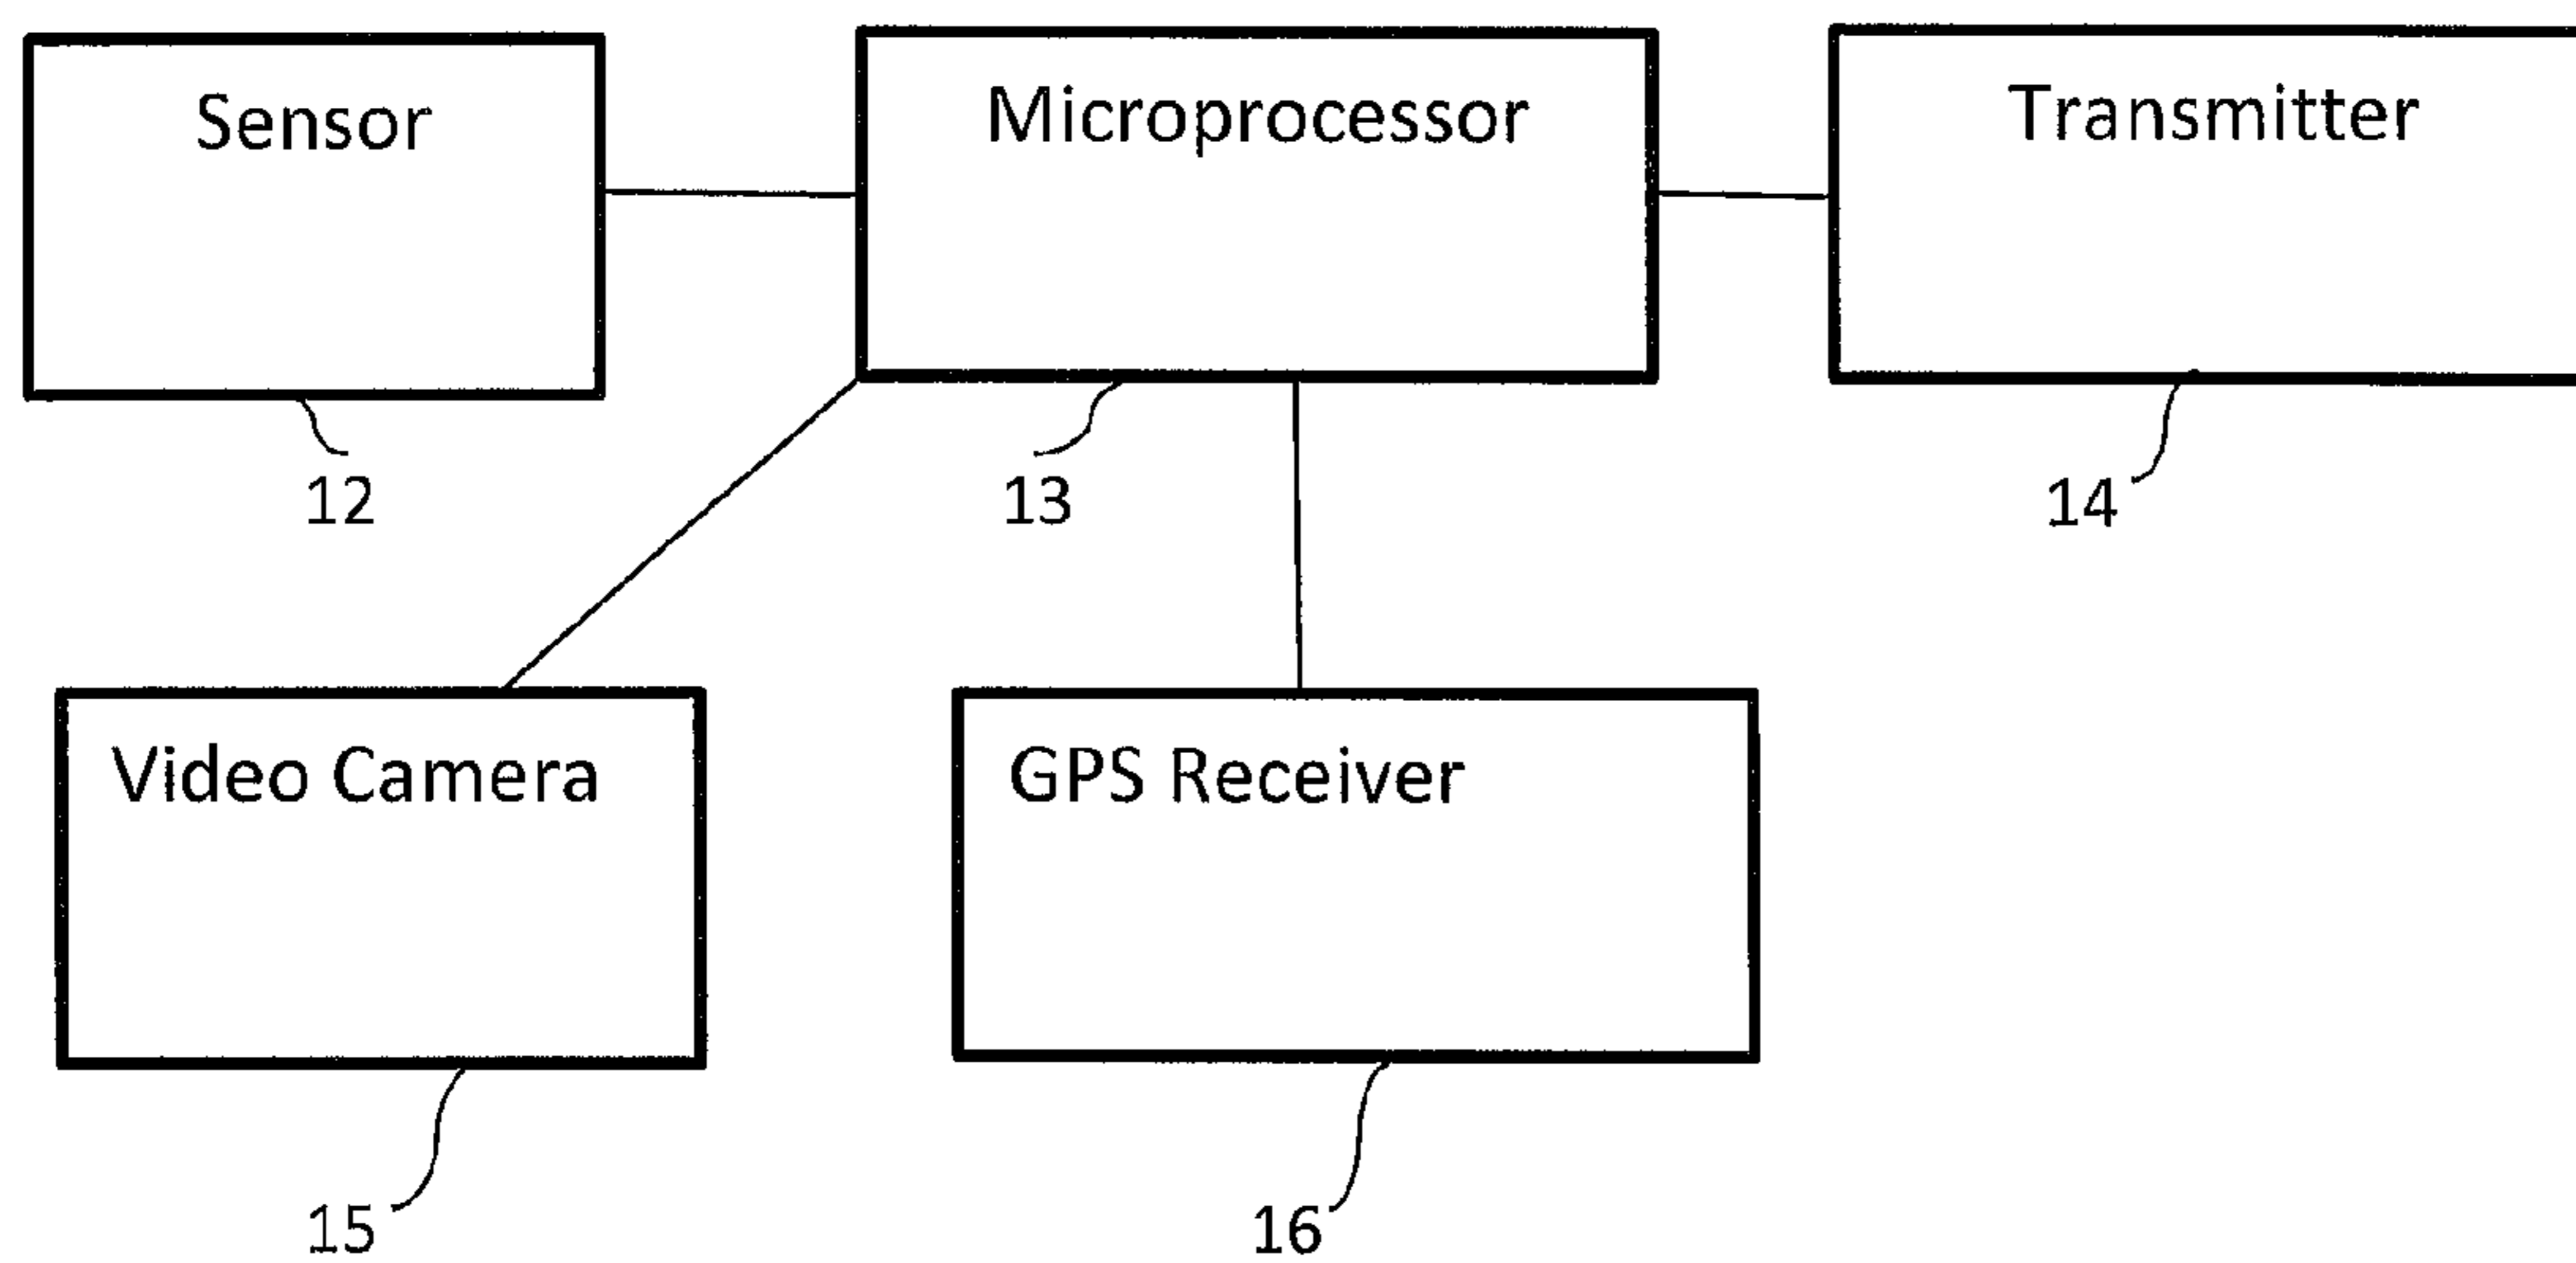 Sensor
Microprocessor
Transmitter
12
13
14
Video Camera
GPS Receiver
15
16